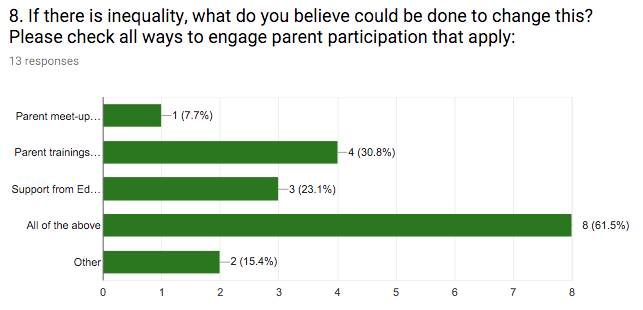 8. If there is inequality, what do you believe could be done to change this?
Please check all ways to engage parent participation that apply:
13 responses
Parent meet-up... 1 (7.7%)
Parent trainings... 4 (30.8%)
Support from Ed... 3 (23.1%)
All of the above 8 (61.5%)
Other 2 (15.4%)
0 1 2 3 4 5 6 7 8